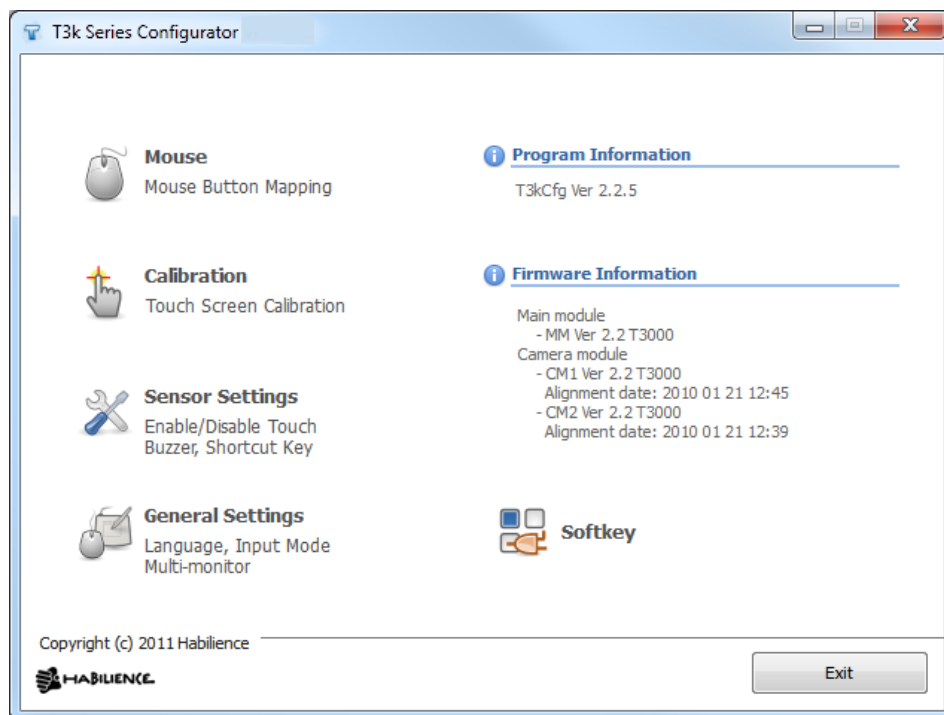 T3k Series Configurator
Mouse
Mouse Button Mapping
Calibration
Touch Screen Calibration
Sensor Settings
Enable/Disable Touch
Buzzer, Shortcut Key
General Settings
Language, Input Mode
Multi-monitor
Program Information
T3kCfg Ver 2.2.5
Firmware Information
Main module
- MM Ver 2.2 T3000
Camera module
- CM1 Ver 2.2 T3000
Alignment date: 2010 01 21 12:45
- CM2 Ver 2.2 T3000
Alignment date: 2010 01 21 12:39
Softkey
Copyright (c) 2011 Habilience
HABILIENCE
Exit